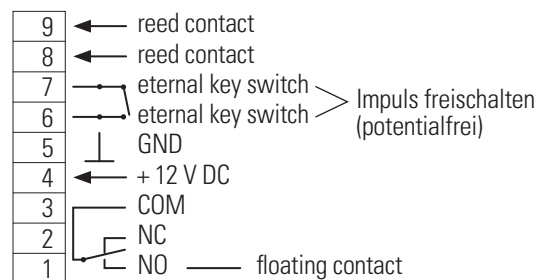 9 reed contact
8 reed contact
7 eternal key switch
6 eternal key switch
Impuls freischalten
(potentialfrei)
5 GND
4 + 12 V DC
3 COM
2 NC
1 NO floating contact